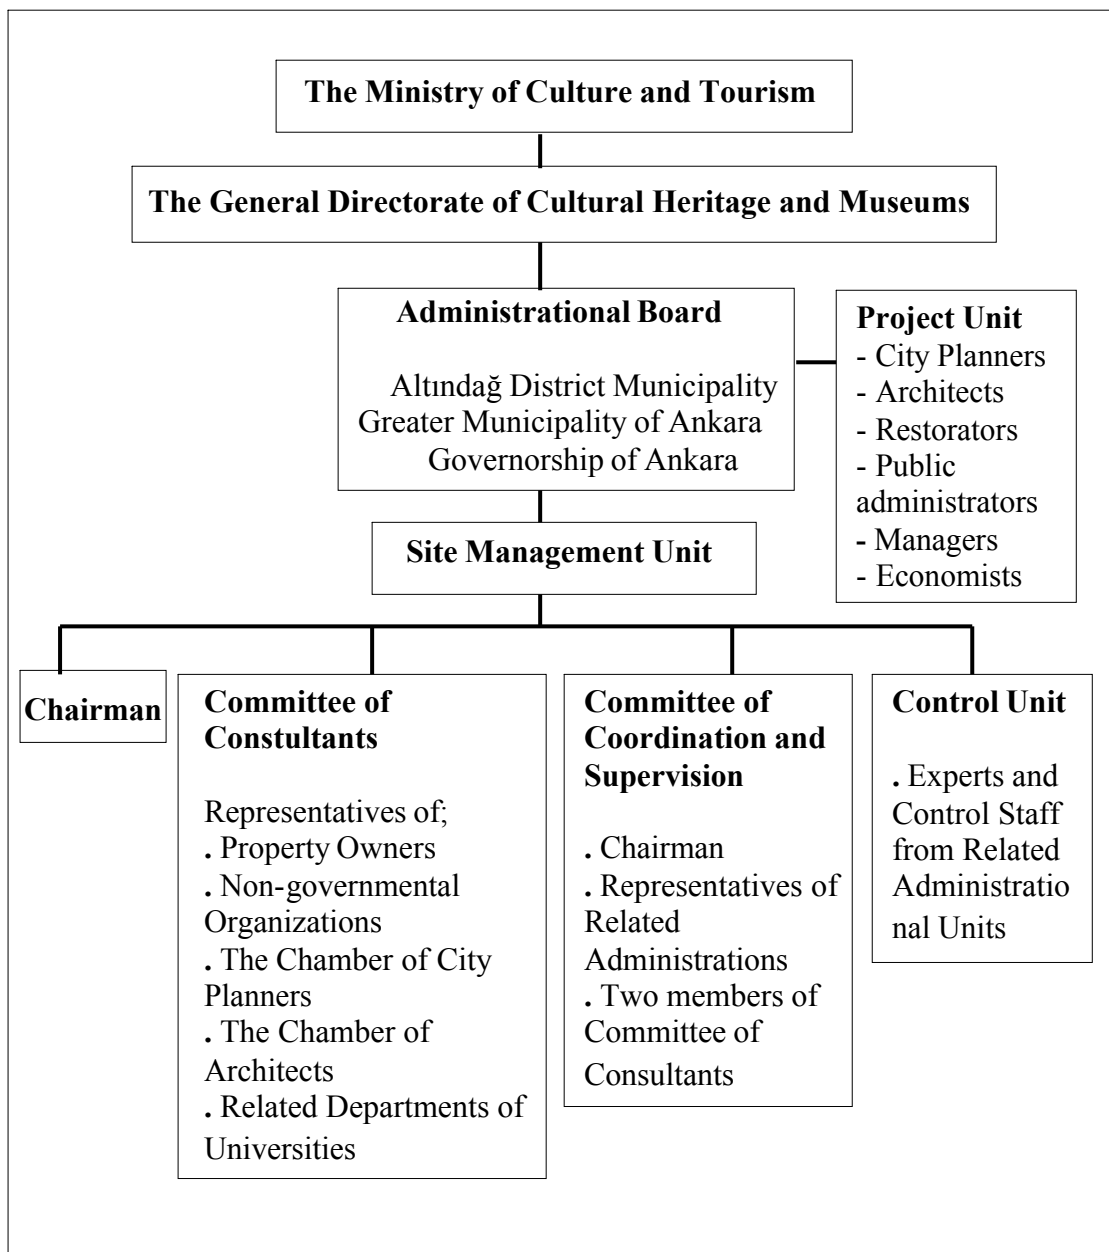 The Ministry of Culture and Tourism
The General Directorate of Cultural Heritage and Museums
Administrational Board
Altındağ District Municipality
Greater Municipality of Ankara
Governorship of Ankara
Project Unit
- City Planners
- Architects
- Restorators
- Public
administrators
- Managers
- Economists
Site Management Unit
Chairman
Committee of
Constultants
Representatives of;
. Property Owners
. Non-governmental
Organizations
. The Chamber of City
Planners
. The Chamber of
Architects
. Related Departments of
Universities
Committee of
Coordination and
Supervision
. Chairman
. Representatives of
Related
Administrations
. Two members of
Committee of
Consultants
Control Unit
. Experts and
Control Staff
from Related
Administratio
nal Units